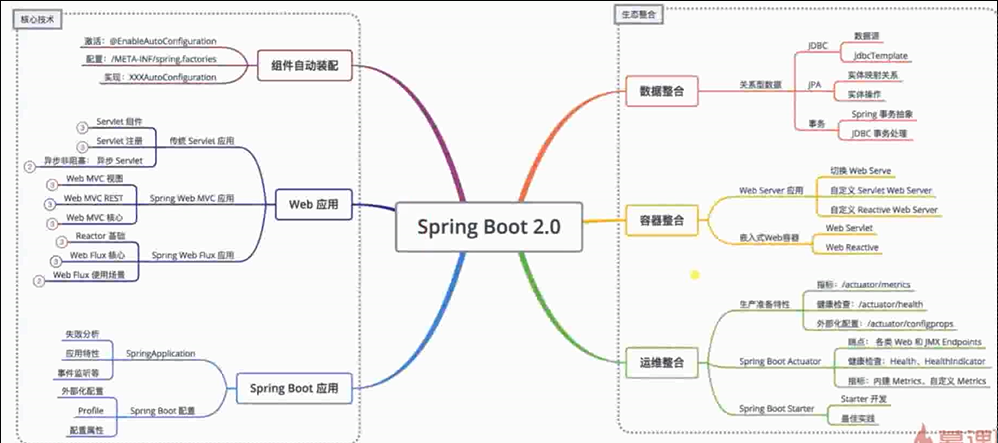 核心技术
激活：@EnableAutoConfiguration
配置：/META-INF/spring.factories
实现：XXXAutoConfiguration
组件自动装配
Servlet 组件
3
Servlet 注册
3
异步非阻塞： 异步 Servlet
2
传统 Servlet 应用
Web MVC 视图
3
Web MVC REST
3
Web MVC 核心
3
Spring Web MVC 应用
Reactor 基础
3
Web Flux 核心
3
Web Flux 使用场景
2
Spring Web Flux 应用
Web 应用
失败分析
应用特性
事件监听等
SpringApplication
外部化配置
Profile
配置属性
Spring Boot 配置
Spring Boot 应用
Spring Boot 2.0
生态整合
数据整合
关系型数据
JDBC
数据源
JdbcTemplate
JPA
实体映射关系
实体操作
事务
Spring 事务抽象
JDBC 事务处理
容器整合
Web Server 应用
切换 Web Serve
自定义 Servlet Web Server
自定义 Reactive Web Server
嵌入式Web容器
Web Servlet
Web Reactive
运维整合
生产准备特性
指标：/actuator/metrics
健康检查：/actuator/health
外部化配置：/actuator/configprops
Spring Boot Actuator
端点： 各类 Web 和 JMX Endpoints
健康检查：Health、HealthIndicator
指标：内建 Metrics、自定义 Metrics
Spring Boot Starter
Starter 开发
最佳实践